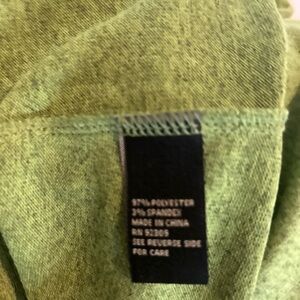 97% POLYESTER
3% SPANDEX
MADE IN CHINA
RN 92309
SEE REVERSE SIDE
FOR CARE